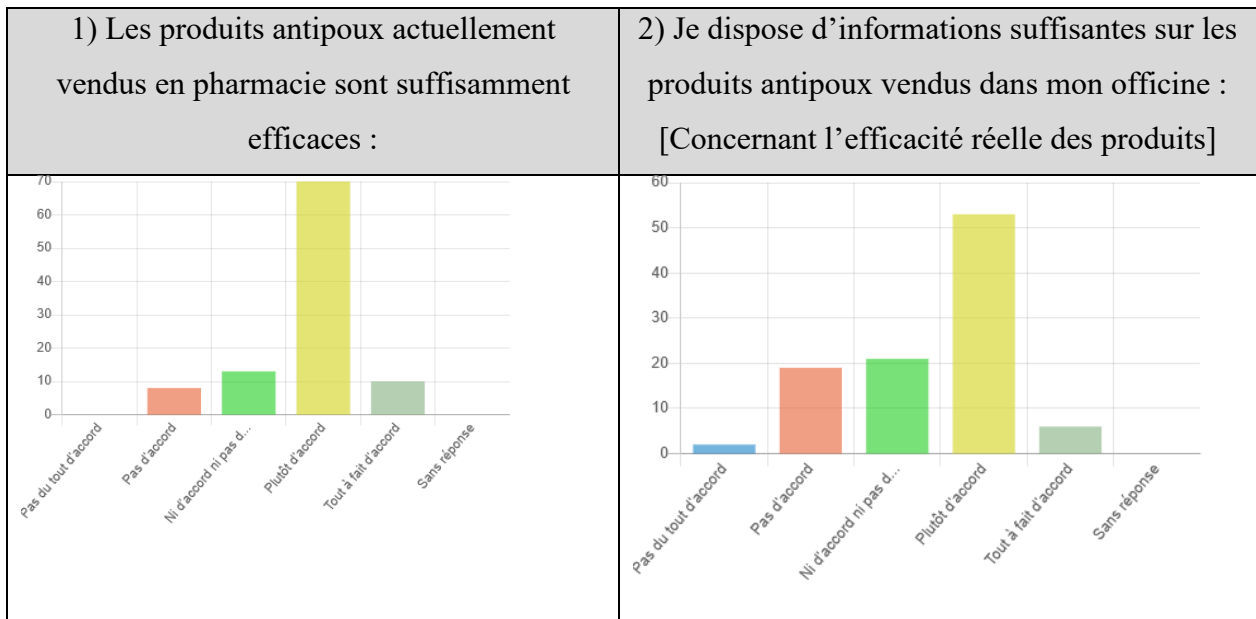 1) Les produits antipoux actuellement
vendus en pharmacie sont suffisamment
efficaces :
2) Je dispose d’informations suffisantes sur les
produits antipoux vendus dans mon officine :
[Concernant l’efficacité réelle des produits]
70
60
50
40
30
20
10
0
Pas du tout d'accord
Pas d'accord
Ni d'accord ni pas d...
Plutôt d'accord
Tout à fait d'accord
Sans réponse
60
50
40
30
20
10
0
Pas du tout d'accord
Pas d'accord
Ni d'accord ni pas d...
Plutôt d'accord
Tout à fait d'accord
Sans réponse